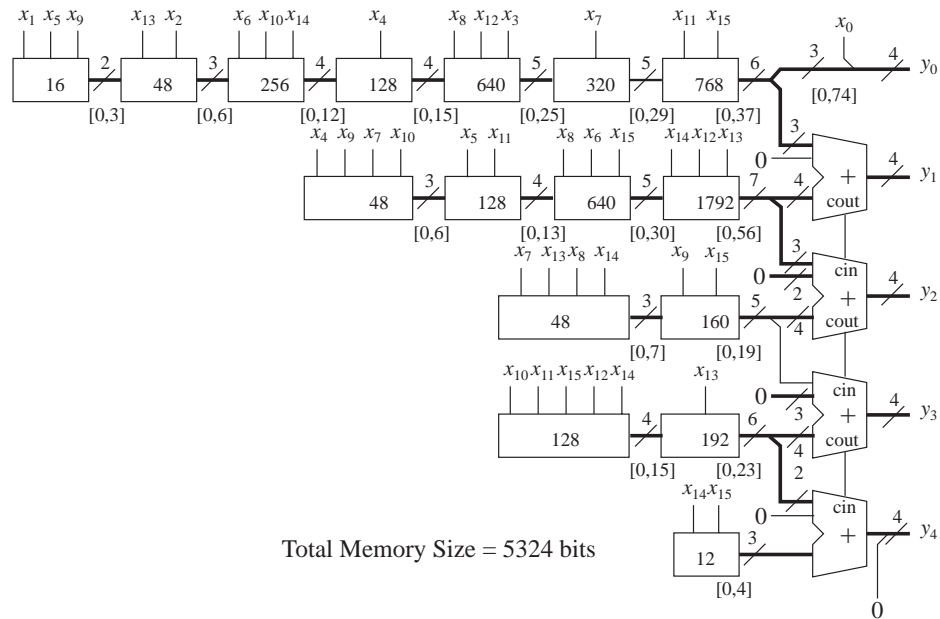 x₁ x₅ x₉ x₁₃ x₂ x₆ x₁₀ x₁₄ x₄ x₈ x₁₂ x₃ x₇ x₁₁ x₁₅ x₀
16 2 48 3 256 4 128 4 640 5 320 5 768 6 3 4 y₀
[0,3] [0,6] [0,12] [0,15] [0,25] [0,29] [0,37] [0,74]
x₄ x₉ x₇ x₁₀ x₅ x₁₁ x₈ x₆ x₁₅ x₁₄ x₁₂ x₁₃ 3
0
48 3 128 4 640 5 1792 7 4 + cout 4 y₁
[0,6] [0,13] [0,30] [0,56]
x₇ x₁₃ x₈ x₁₄ x₉ x₁₅ 3 cin
0 2
48 3 160 5 4 + cout 4 y₂
[0,7] [0,19]
x₁₀ x₁₁ x₁₅ x₁₂ x₁₄ x₁₃ cin
0 3
128 4 192 6 4 + cout 4 y₃
[0,15] [0,23] 2
x₁₄ x₁₅ cin
0
12 3 + 4 y₄
[0,4]
0
Total Memory Size = 5324 bits